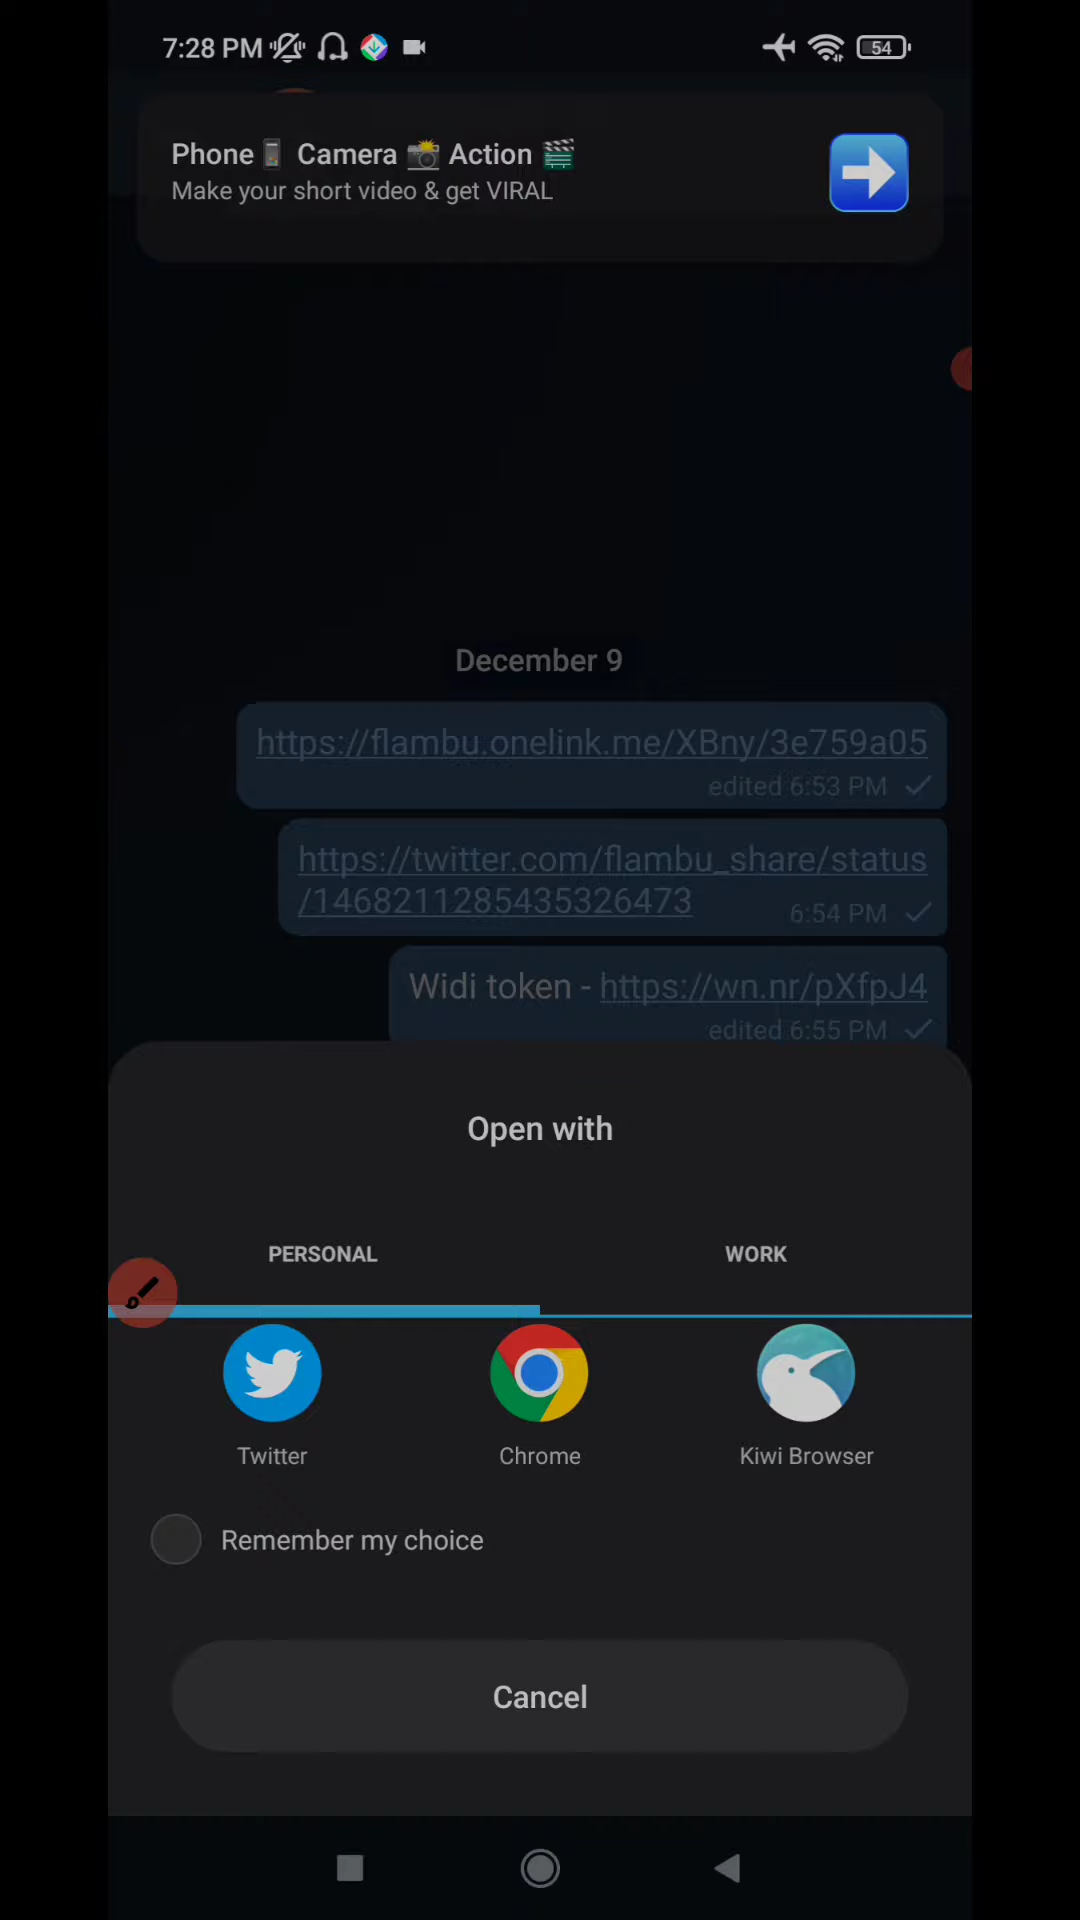 7:28 PM
54
Phone📱 Camera 📸 Action 🎬
Make your short video & get VIRAL
December 9
https://flambu.onelink.me/XBny/3e759a05
edited 6:53 PM
https://twitter.com/flambu_share/status
/1468211285435326473
6:54 PM
Widi token - https://wn.nr/pXfpJ4
edited 6:55 PM
Open with
PERSONAL
WORK
Twitter
Chrome
Kiwi Browser
Remember my choice
Cancel